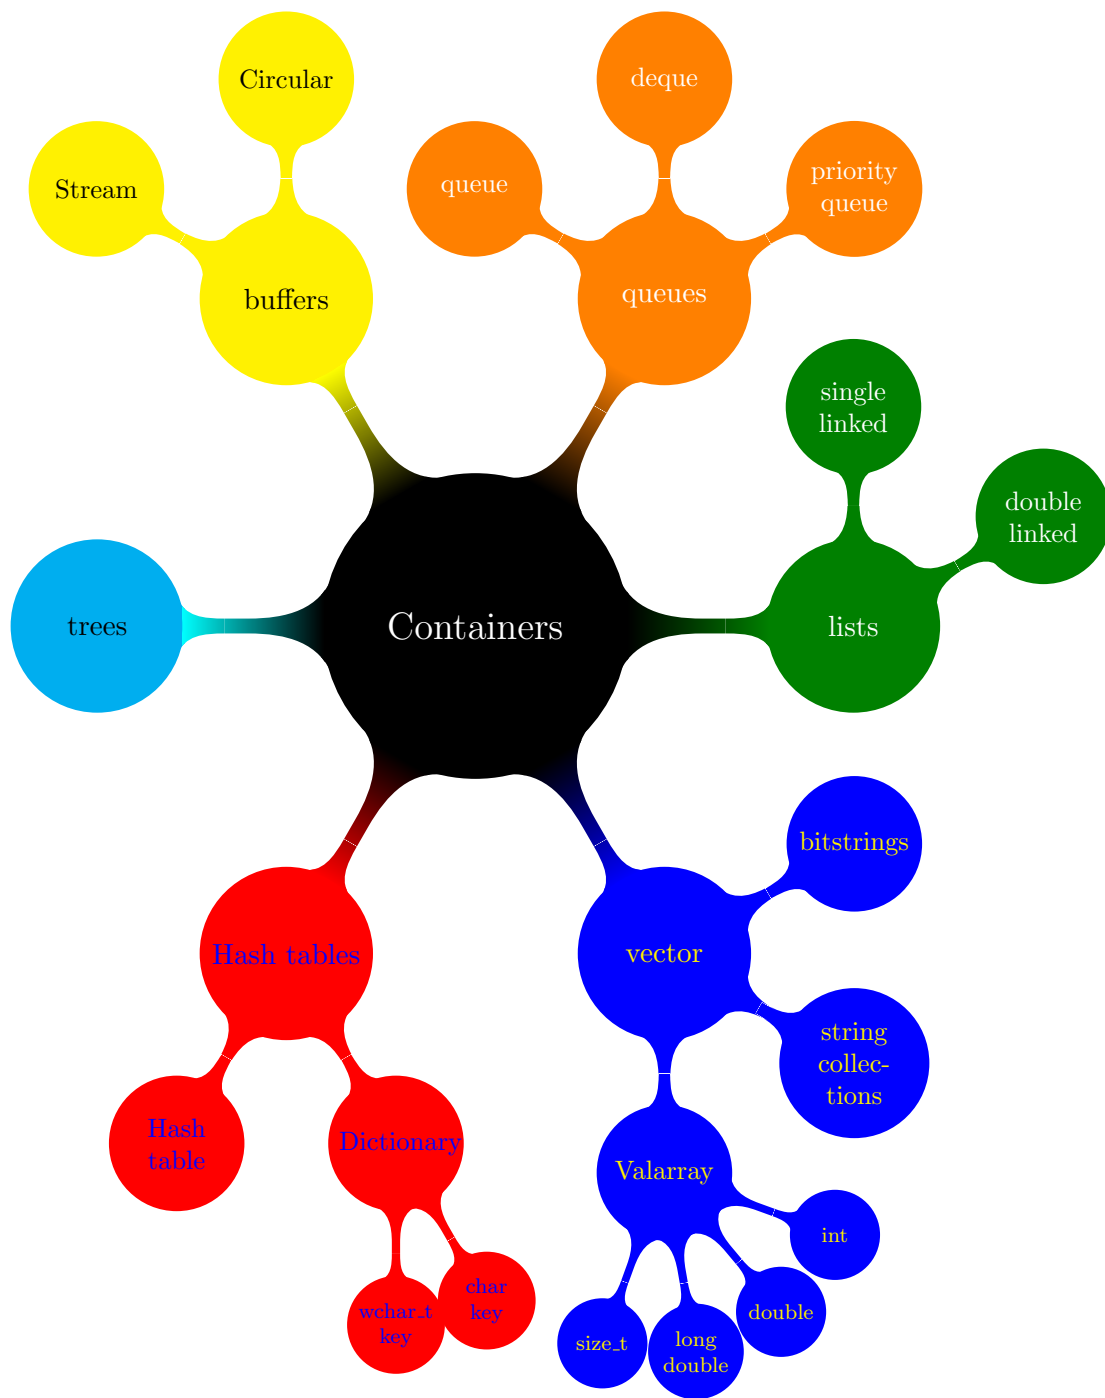 Circular
deque
Stream
queue
priority
queue
buffers
queues
single
linked
double
linked
trees
Containers
lists
bitstrings
Hash tables
vector
string
collec-
tions
Hash
table
Dictionary
Valarray
int
char
key
wchar_t
key
size_t
long
double
double